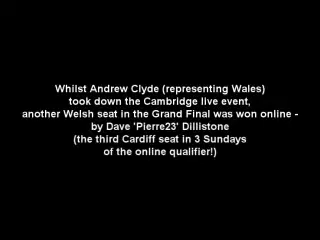 Whilst Andrew Clyde (representing Wales)
took down the Cambridge live event,
another Welsh seat in the Grand Final was won online -
by Dave 'Pierre23' Dillistone
(the third Cardiff seat in 3 Sundays
of the online qualifier!)